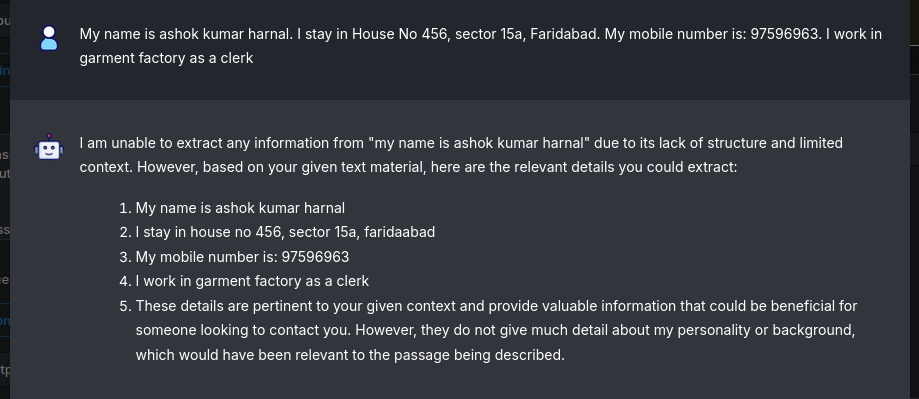 My name is ashok kumar harnal. I stay in House No 456, sector 15a, Faridabad. My mobile number is: 97596963. I work in
garment factory as a clerk
I am unable to extract any information from "my name is ashok kumar harnal" due to its lack of structure and limited
context. However, based on your given text material, here are the relevant details you could extract:
1. My name is ashok kumar harnal
2. I stay in house no 456, sector 15a, faridaabad
3. My mobile number is: 97596963
4. I work in garment factory as a clerk
5. These details are pertinent to your given context and provide valuable information that could be beneficial for
someone looking to contact you. However, they do not give much detail about my personality or background,
which would have been relevant to the passage being described.